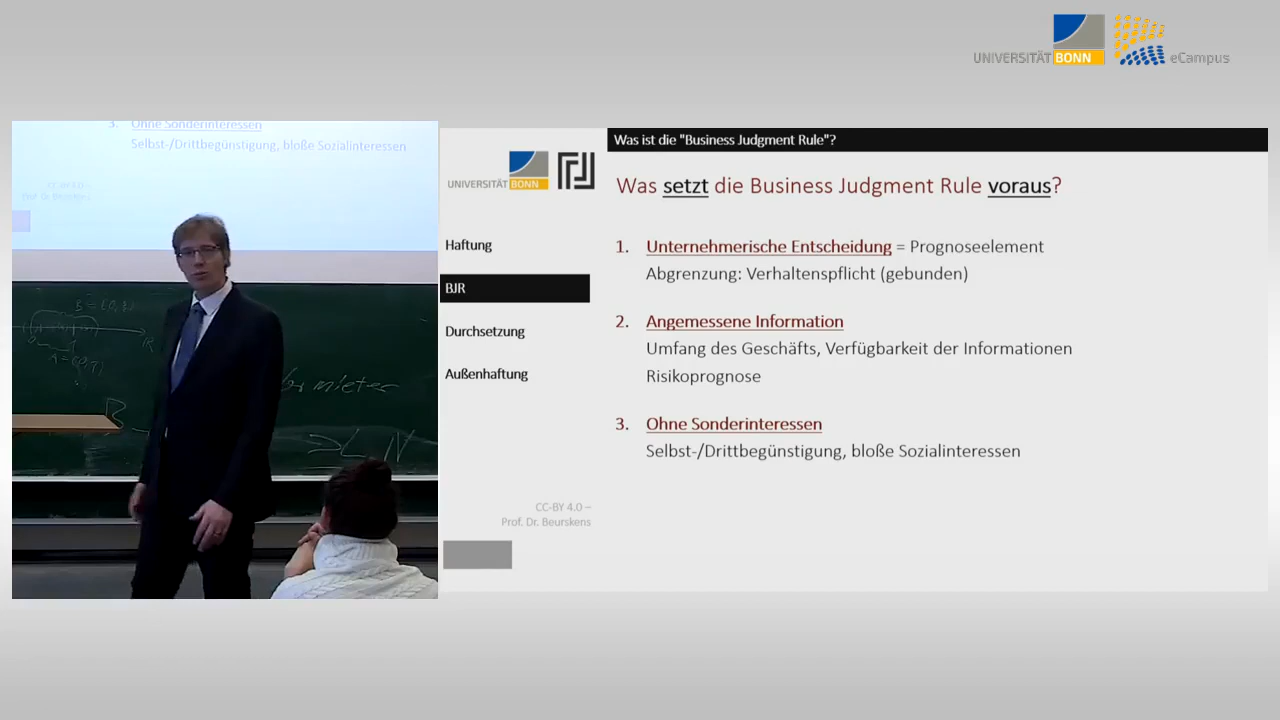 UNIVERSITÄT BONN eCampus
3. Ohne Sonderinteressen
Selbst-/Drittbegünstigung, bloße Sozialinteressen
Was ist die "Business Judgment Rule"?
UNIVERSITÄT BONN
Was setzt die Business Judgment Rule voraus?
Haftung
BJR
Durchsetzung
Außenhaftung
1. Unternehmerische Entscheidung = Prognoseelement
Abgrenzung: Verhaltenspflicht (gebunden)
2. Angemessene Information
Umfang des Geschäfts, Verfügbarkeit der Informationen
Risikoprognose
3. Ohne Sonderinteressen
Selbst-/Drittbegünstigung, bloße Sozialinteressen
CC-BY 4.0 –
Prof. Dr. Beurskens